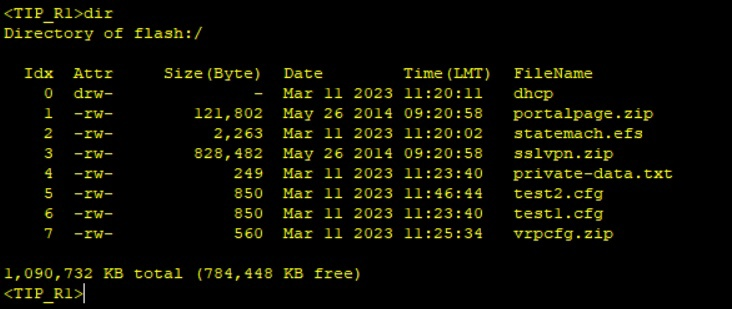 <TIP_R1>dir
Directory of flash:/
Idx Attr Size(Byte) Date Time(LMT) FileName
0 drw- - Mar 11 2023 11:20:11 dhcp
1 -rw- 121,802 May 26 2014 09:20:58 portalpage.zip
2 -rw- 2,263 Mar 11 2023 11:20:02 statemach.efs
3 -rw- 828,482 May 26 2014 09:20:58 sslvpn.zip
4 -rw- 249 Mar 11 2023 11:23:40 private-data.txt
5 -rw- 850 Mar 11 2023 11:46:44 test2.cfg
6 -rw- 850 Mar 11 2023 11:23:40 test1.cfg
7 -rw- 560 Mar 11 2023 11:25:34 vrpcfg.zip
1,090,732 KB total (784,448 KB free)
<TIP_R1>